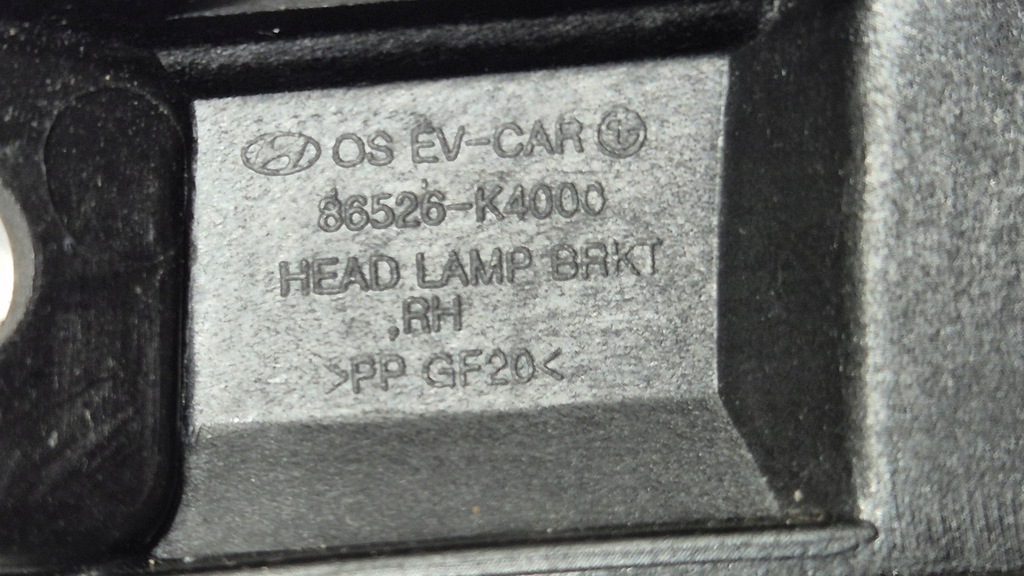 OS EV-CAR
86526-K4000
HEAD LAMP BRKT
,RH
>PP GF20<